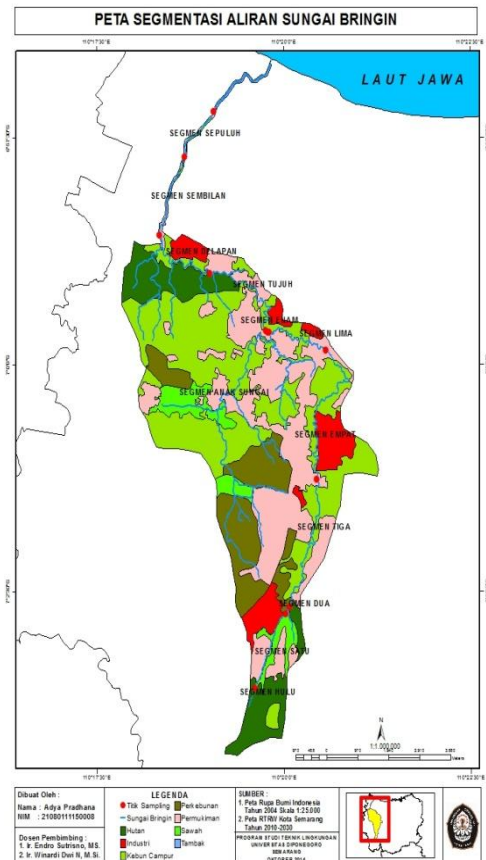 PETA SEGMENTASI ALIRAN SUNGAI BRINGIN
LAUT JAWA
SEGMEN SEPULUH
SEGMEN SEMBILAN
SEGMEN DELAPAN
SEGMEN TUJUH
SEGMEN ENAM
SEGMEN LIMA
SEGMEN ANAK SUNGAI
SEGMEN EMPAT
SEGMEN TIGA
SEGMEN DUA
SEGMEN SATU
SEGMEN HULU
N
Dibuat Oleh :
Nama : Adya Pradhana
NIM : 21080111150008
Dosen Pembimbing :
1. Ir. Endro Sutrisno, MS.
2. Ir. Winardi Dwi N, M.Si.
LEGENDA
Titik Sampling
Sungai Bringin
Hutan
Industri
Kebun Campur
Perkebunan
Permukiman
Sawah
Tambak
SUMBER :
1. Peta Rupa Bumi Indonesia
Tahun 2004 Skala 1:25.000
2. Peta RTRW Kota Semarang
Tahun 2010-2030
PROGRAM STUDI TEKNIK LINGKUNGAN
UNIVERSITAS DIPONEGORO
SEMARANG
OKTOBER 2014